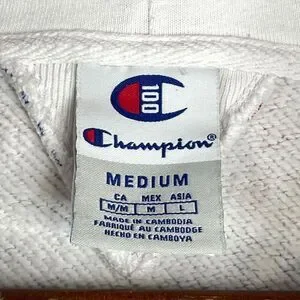 100
Champion®
MEDIUM
CA MEX ASIA
M/M M L
MADE IN CAMBODIA
FABRIQUÉ AU CAMBODGE
HECHO EN CAMBOYA